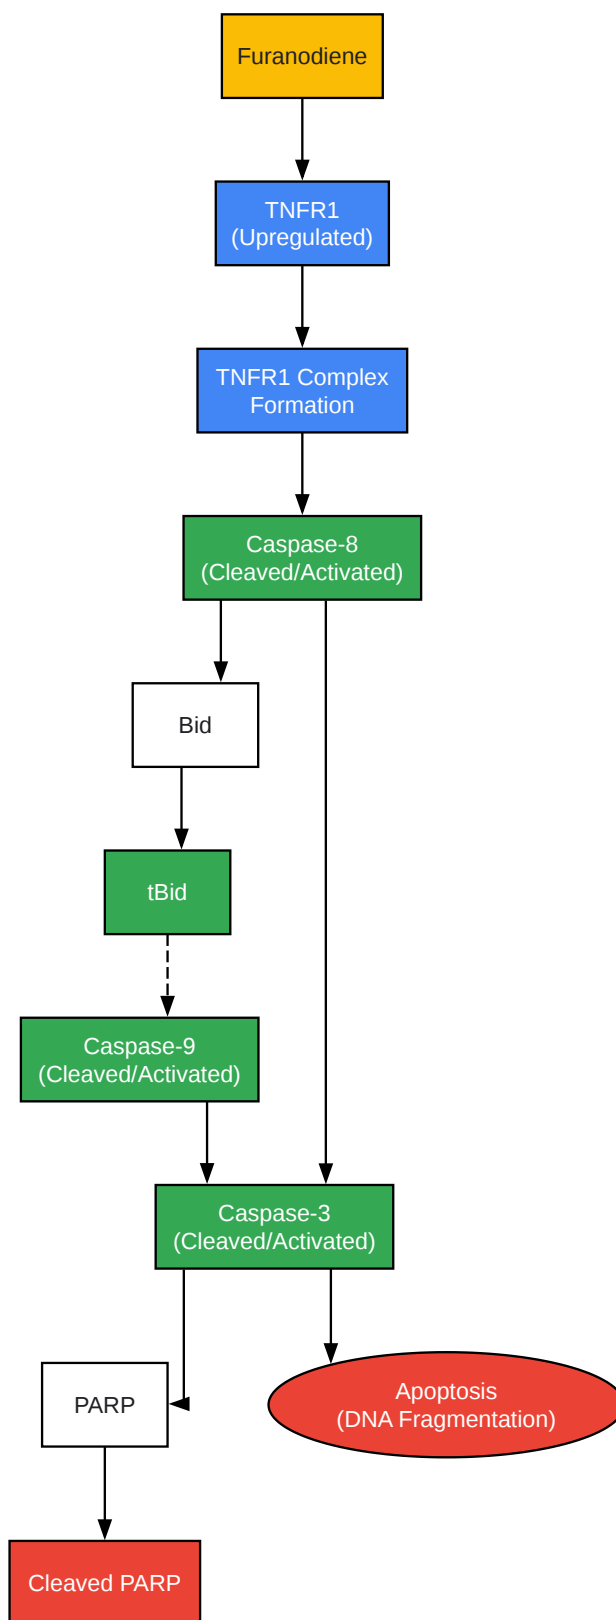 Furanodiene
TNFR1
(Upregulated)
TNFR1 Complex
Formation
Caspase-8
(Cleaved/Activated)
Bid
tBid
Caspase-9
(Cleaved/Activated)
Caspase-3
(Cleaved/Activated)
PARP
Apoptosis
(DNA Fragmentation)
Cleaved PARP